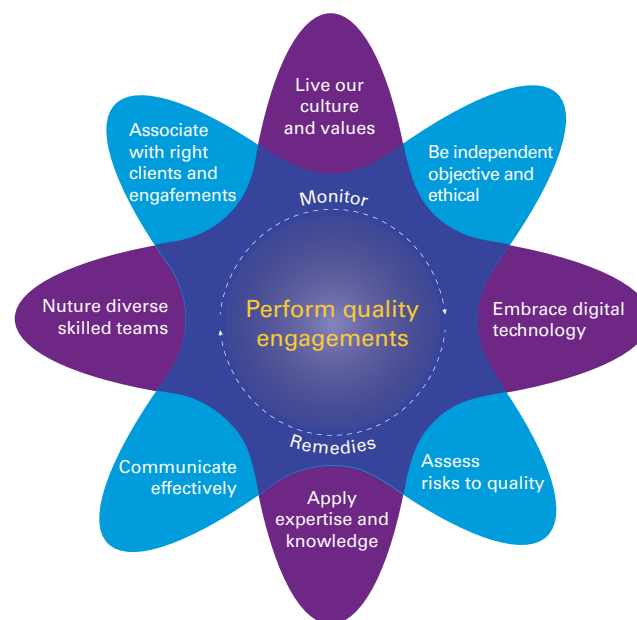 Live our
culture
and values
Associate
with right
clients and
engafements
Be independent
objective and
ethical
Monitor
Nuture diverse
skilled teams
Perform quality
engagements
Embrace digital
technology
Remedies
Communicate
effectively
Assess
risks to quality
Apply
expertise and
knowledge